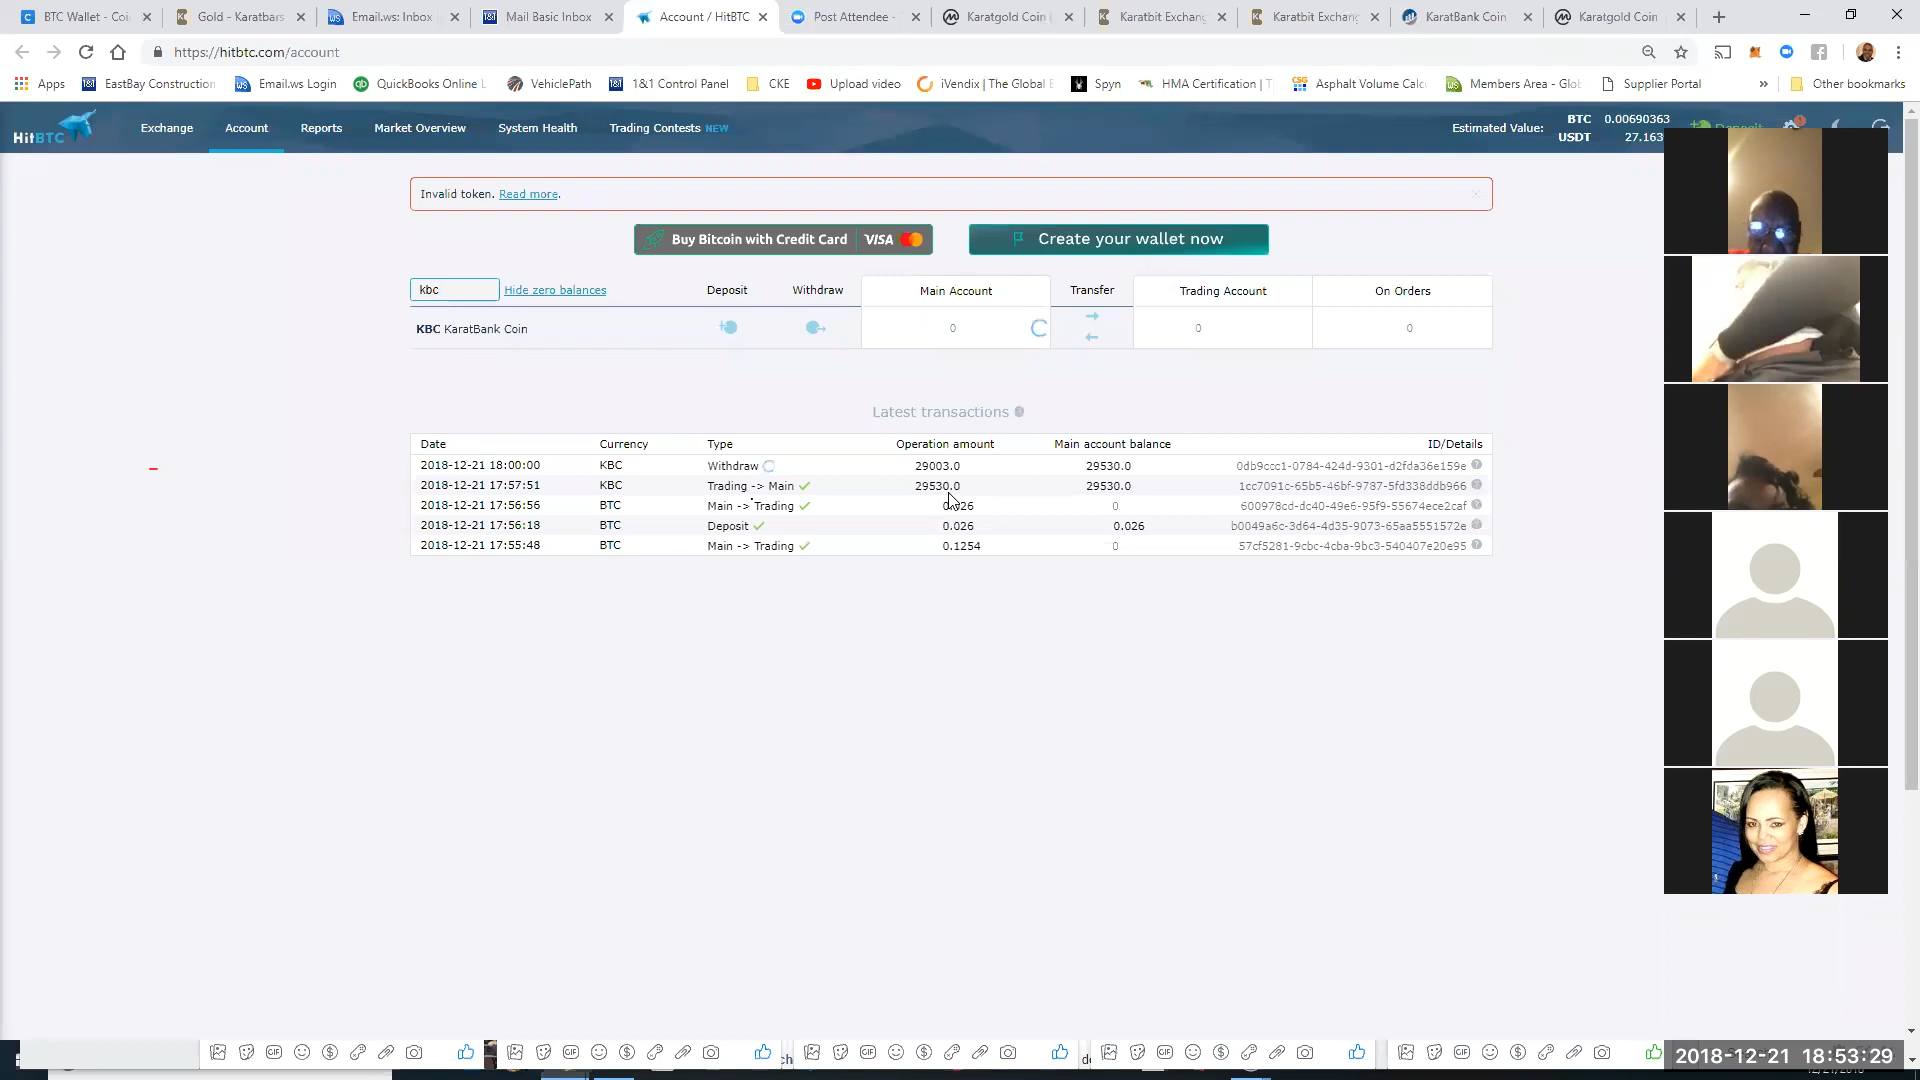 BTC Wallet - Coi
Gold - Karatbars
Email.ws: Inbox
Mail Basic Inbox
Account / HitBTC
Post Attendee -
Karatgold Coin
Karatbit Exchan
Karatbit Exchang
KaratBank Coin
Karatgold Coin
https://hitbtc.com/account
Apps
EastBay Construction
Email.ws Login
QuickBooks Online L
VehiclePath
1&1 Control Panel
CKE
Upload video
iVendix | The Global E
Spyn
HMA Certification | T
Asphalt Volume Calc
Members Area - Glo
Supplier Portal
Other bookmarks
HitBTC
Exchange
Account
Reports
Market Overview
System Health
Trading Contests NEW
Estimated Value:
BTC 0.00690363
USDT 27.163
Deposit
Invalid token. Read more.
Buy Bitcoin with Credit Card VISA
Create your wallet now
kbc Hide zero balances Deposit Withdraw Main Account Transfer Trading Account On Orders
KBC KaratBank Coin 0 0 0
Latest transactions
Date Currency Type Operation amount Main account balance ID/Details
2018-12-21 18:00:00 KBC Withdraw 29003.0 29530.0 0db9ccc1-0784-424d-9301-d2fda36e159e
2018-12-21 17:57:51 KBC Trading -> Main 29530.0 29530.0 1cc7091c-65b5-46bf-9787-5fd338ddb966
2018-12-21 17:56:56 BTC Main -> Trading 0.026 0 600978cd-dc40-49e6-95f9-55674ece2caf
2018-12-21 17:56:18 BTC Deposit 0.026 0.026 b0049a6c-3d64-4d35-9073-65aa5551572e
2018-12-21 17:55:48 BTC Main -> Trading 0.1254 0 57cf5281-9cbc-4cba-9bc3-540407e20e95
GIF
GIF
GIF
GIF
GIF
2018-12-21 18:53:29